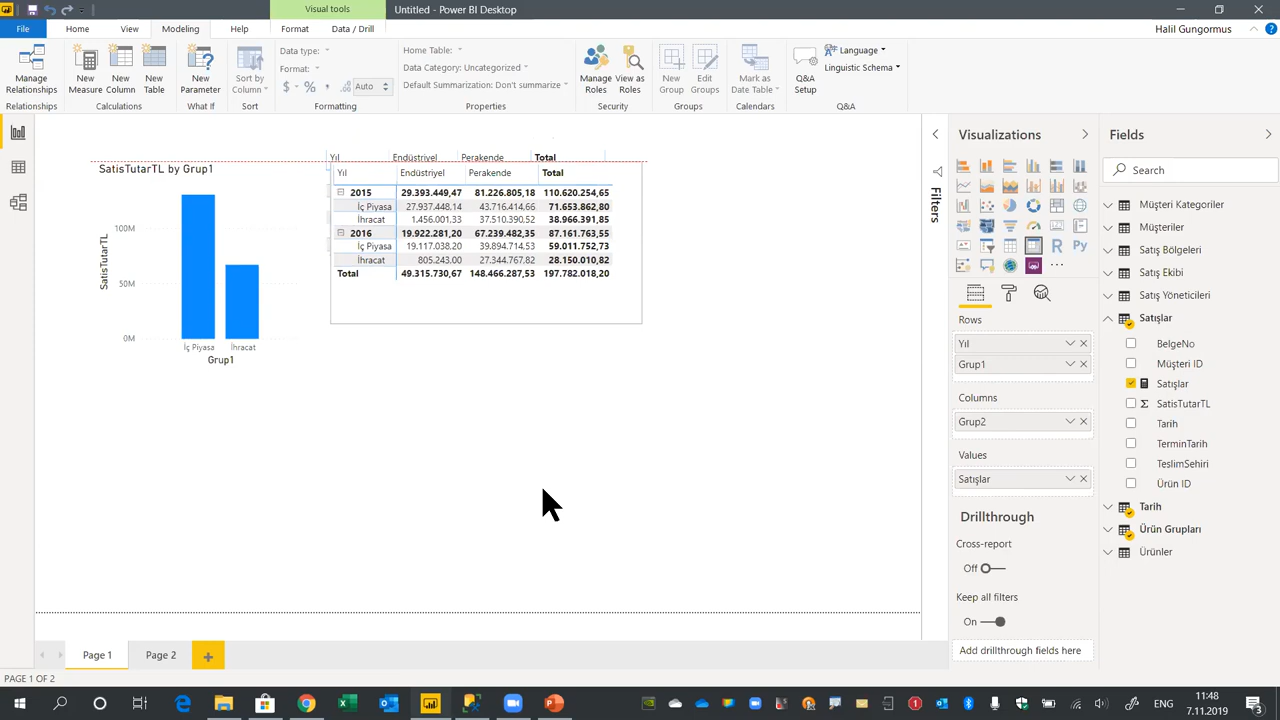 Visual tools
Untitled - Power BI Desktop
File
Home
View
Modeling
Help
Format
Data / Drill
Halil Gungormus
Manage Relationships
New Measure
New Column
New Table
New Parameter
Sort by Column
Data type:
Format:
$ % , Auto
Home Table:
Data Category: Uncategorized
Default Summarization: Don't summarize
Manage Roles
View as Roles
New Group
Edit Groups
Mark as Date Table
Q&A Setup
Language
Linguistic Schema
Relationships
Calculations
What If
Sort
Formatting
Properties
Security
Groups
Calendars
Q&A
SatisTutarTL by Grup1
SatisTutarTL
100M
50M
0M
İç Piyasa
İhracat
Grup1
Yıl Endüstriyel Perakende Total
Yıl Endüstriyel Perakende Total
2015 29.393.449,47 81.226.805,18 110.620.254,65
İç Piyasa 27.937.448,14 43.716.414,66 71.653.862,80
İhracat 1.456.001,33 37.510.390,52 38.966.391,85
2016 19.922.281,20 67.239.482,35 87.161.763,55
İç Piyasa 19.117.038,20 39.894.714,53 59.011.752,73
İhracat 805.243,00 27.344.767,82 28.150.010,82
Total 49.315.730,67 148.466.287,53 197.782.018,20
Filters
Visualizations
R
Py
Rows
Yıl
Grup1
Columns
Grup2
Values
Satışlar
Drillthrough
Cross-report
Off
Keep all filters
On
Add drillthrough fields here
Fields
Search
Müşteri Kategoriler
Müşteriler
Satış Bölgeleri
Satış Ekibi
Satış Yöneticileri
Satışlar
BelgeNo
Müşteri ID
Satışlar
SatisTutarTL
Tarih
TerminTarih
TeslimSehiri
Ürün ID
Tarih
Ürün Grupları
Ürünler
Page 1
Page 2
PAGE 1 OF 2
ENG
11:48
7.11.2019